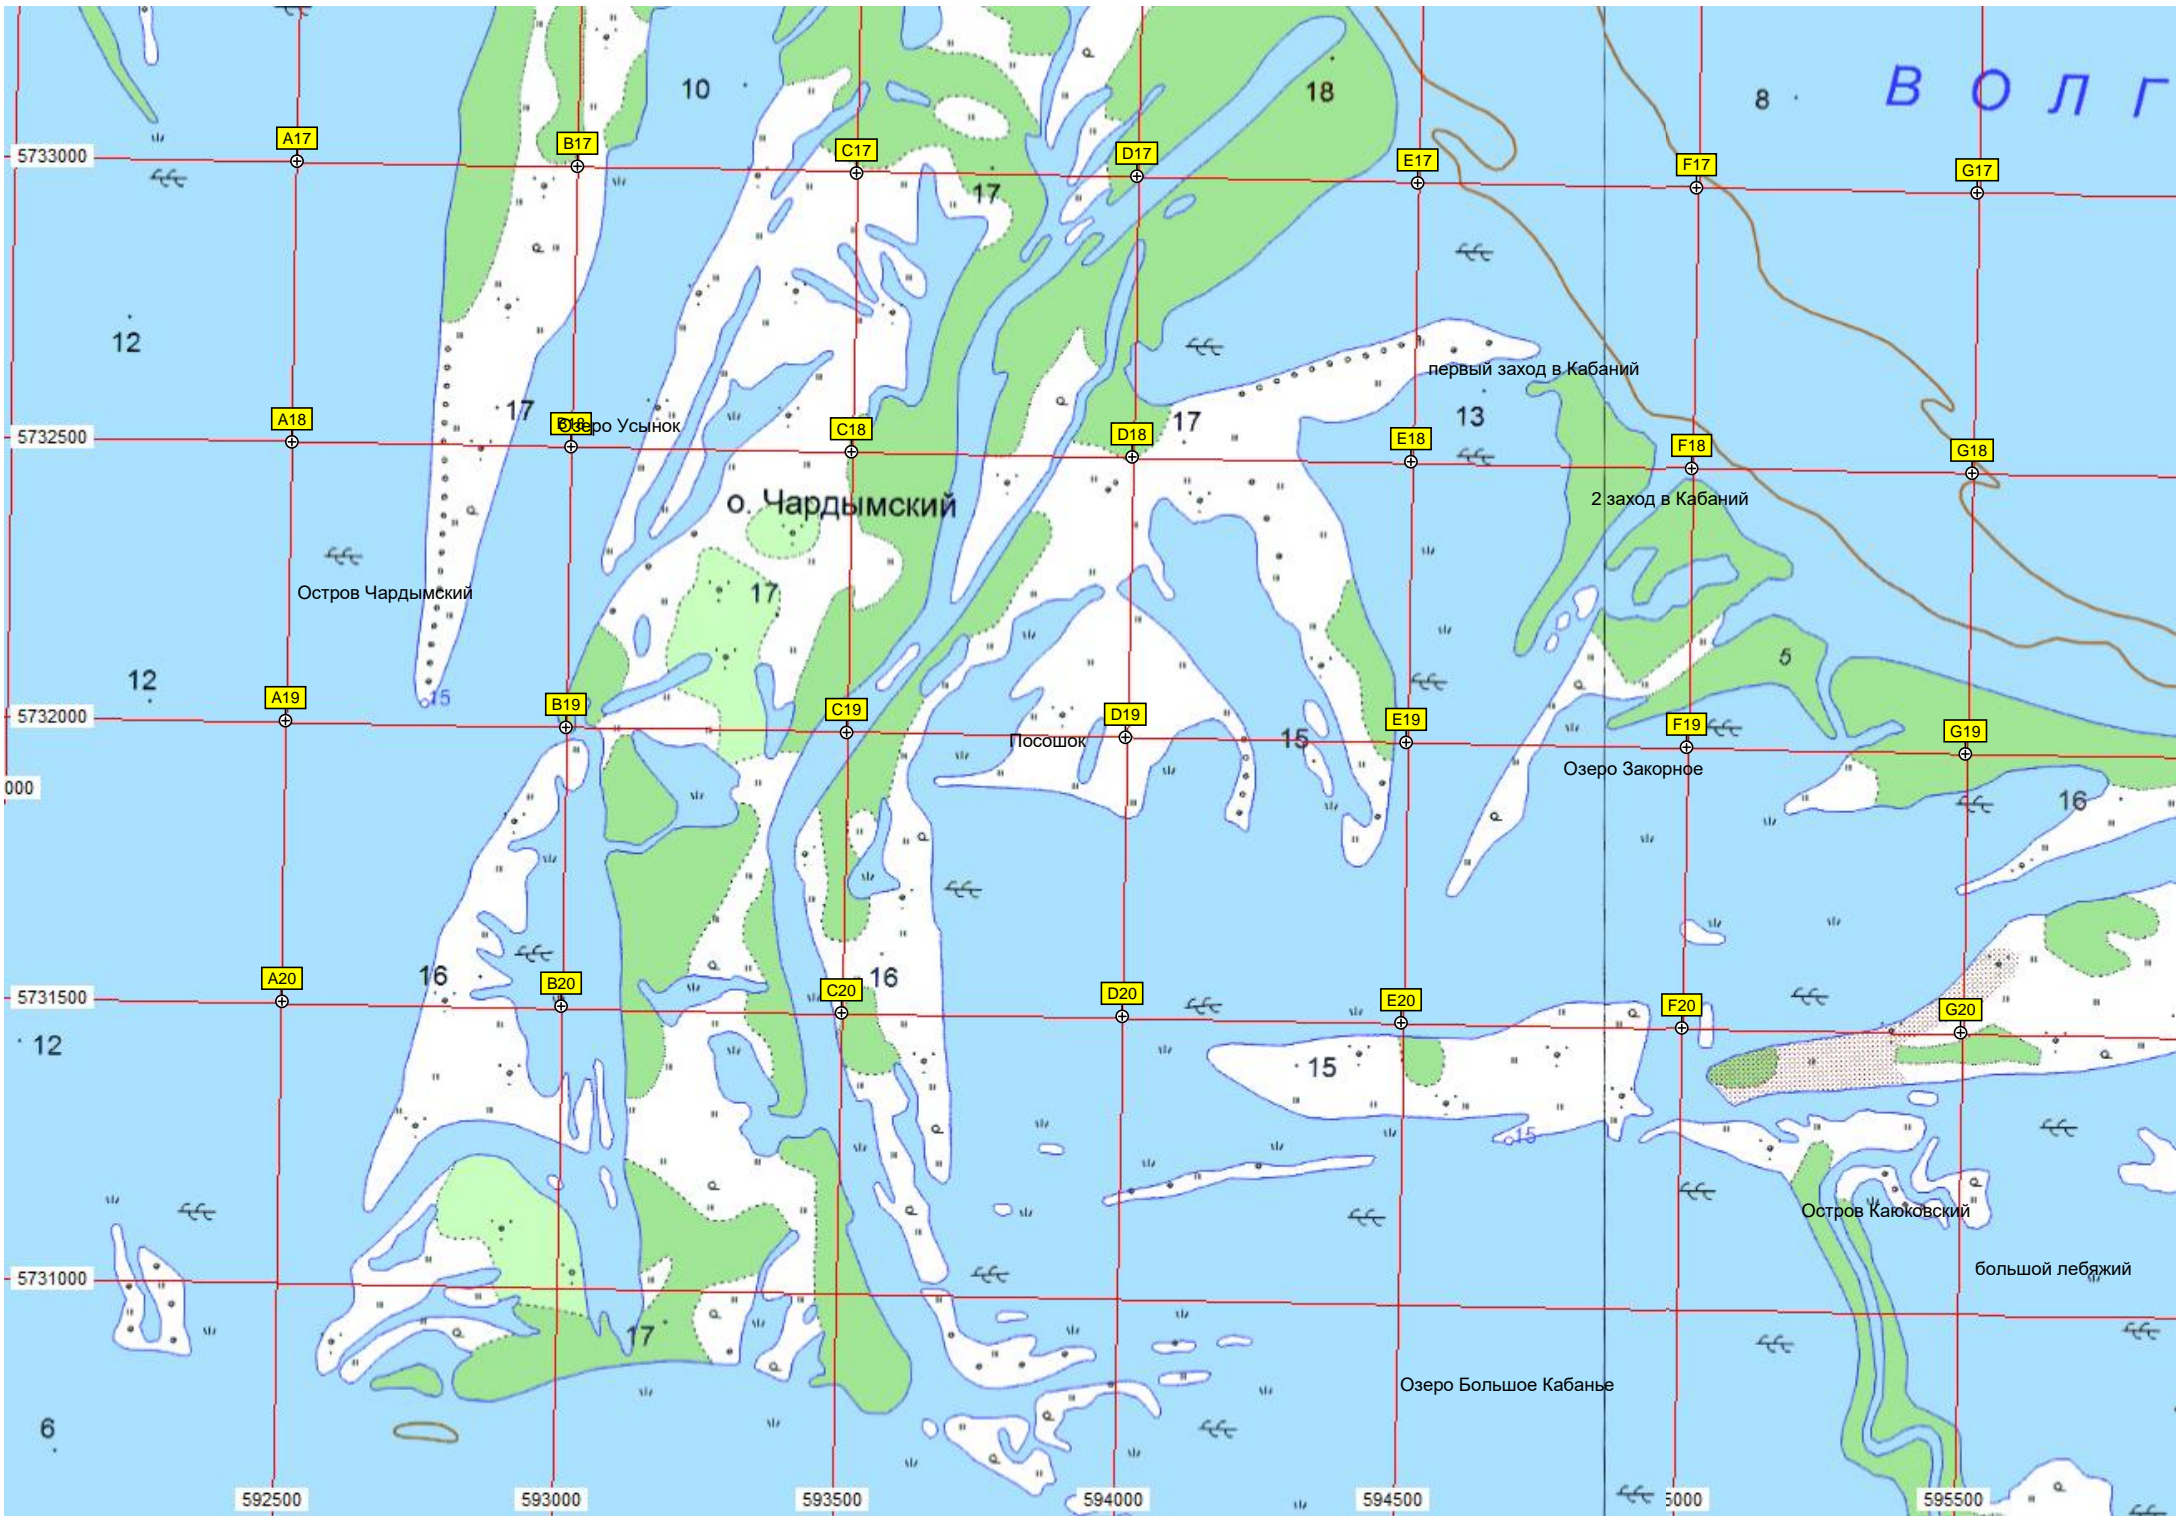 10
18
8
ВОЛГ
A17
B17
C17
D17
E17
F17
G17
5733000
17
12
первый заход в Кабаний
17
17
13
A18
B18
Озеро Усынок
C18
D18
E18
F18
G18
5732500
о. Чардымский
2 заход в Кабаний
Остров Чардымский
17
5
12
15
A19
B19
C19
D19
E19
F19
G19
5732000
Посошок
15
Озеро Закорное
000
16
16
16
A20
B20
C20
D20
E20
F20
G20
5731500
12
15
15
Остров Каюковский
большой лебяжий
5731000
17
Озеро Большое Кабанье
6
592500
593000
593500
594000
594500
5000
595500